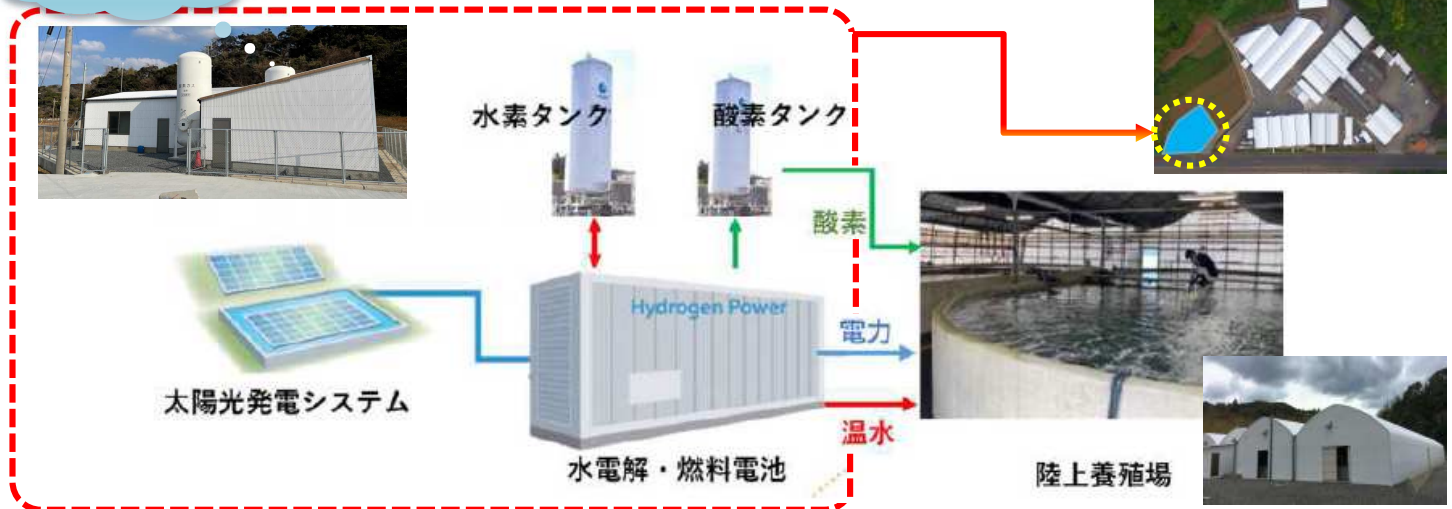 水素タンク
酸素タンク
酸素
Hydrogen Power
電力
太陽光発電システム
温水
水電解・燃料電池
陸上養殖場